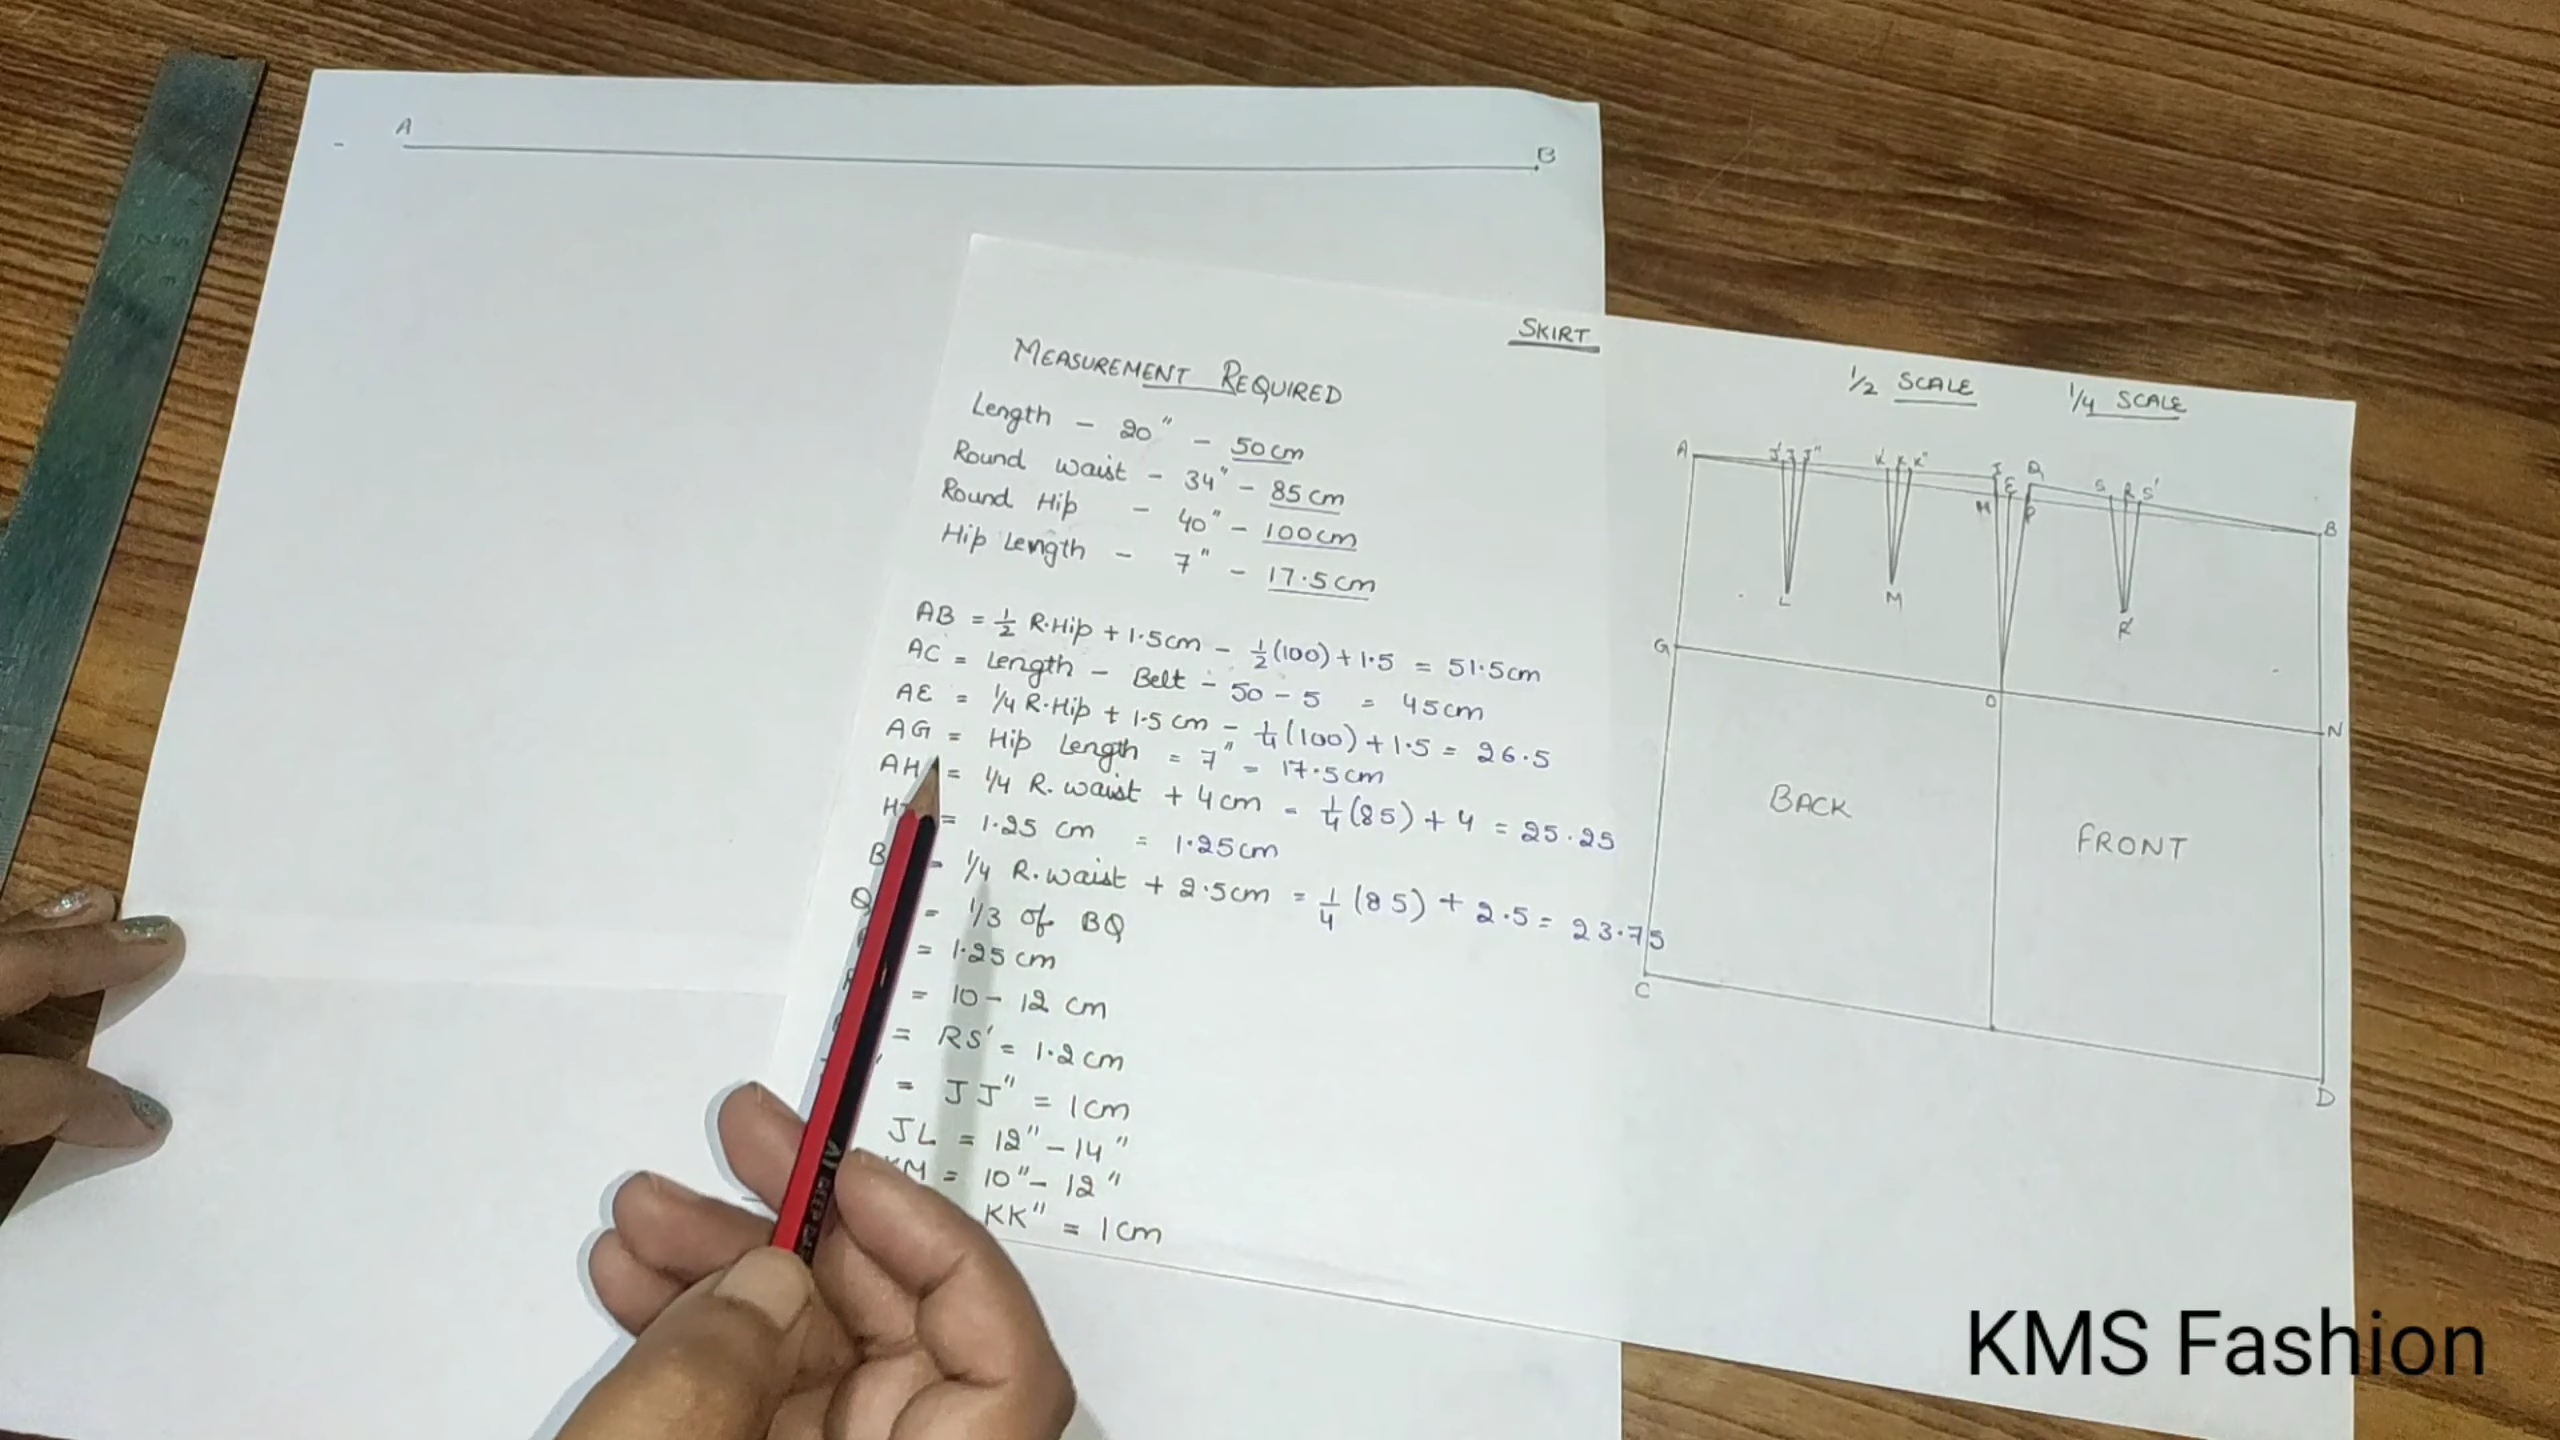 A
B
SKIRT
MEASUREMENT REQUIRED
Length - 20" - 50cm
Round waist - 34" - 85cm
Round Hip - 40" - 100cm
Hip Length - 7" - 17.5cm
AB = 1/2 R.Hip + 1.5cm - 1/2(100) + 1.5 = 51.5cm
AC = Length - Belt - 50 - 5 = 45cm
AE = 1/4 R.Hip + 1.5cm - 1/4(100) + 1.5 = 26.5
AG = Hip Length = 7" = 17.5cm
AH = 1/4 R. waist + 4cm - 1/4(85) + 4 = 25.25
= 1.25 cm = 1.25cm
B = 1/4 R.waist + 2.5cm = 1/4 (85) + 2.5 = 23.75
Q = 1/3 of BQ
= 1.25cm
= 10 - 12 cm
= RS' = 1.2cm
= JJ" = 1cm
JL = 12" - 14"
KM = 10" - 12"
KK" = 1cm
1/2 SCALE
1/4 SCALE
A J' J J" K' K K" I E Q S R S' B
H P
L M R'
G O N
BACK
FRONT
C
D
KMS Fashion